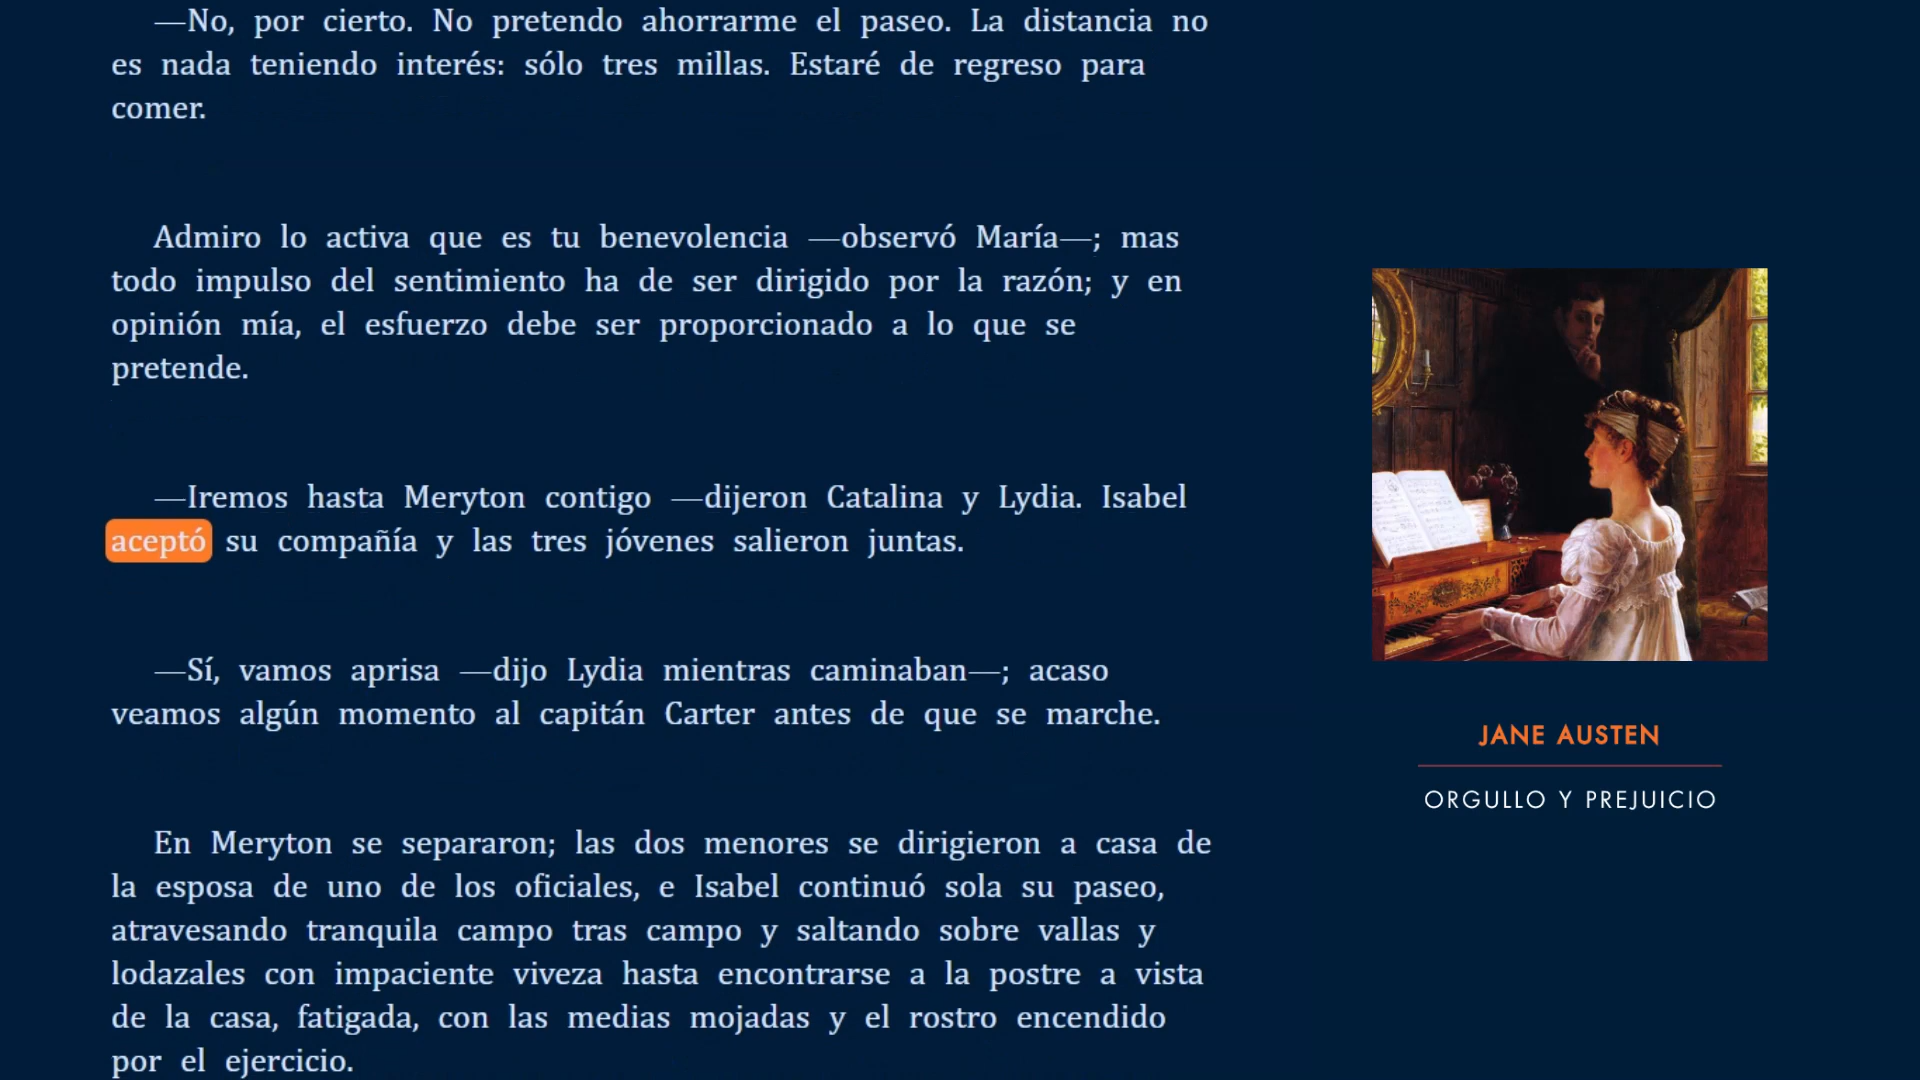 —No, por cierto. No pretendo ahorrarme el paseo. La distancia no
es nada teniendo interés: sólo tres millas. Estaré de regreso para
comer.
Admiro lo activa que es tu benevolencia —observó María—; mas
todo impulso del sentimiento ha de ser dirigido por la razón; y en
opinión mía, el esfuerzo debe ser proporcionado a lo que se
pretende.
—Iremos hasta Meryton contigo —dijeron Catalina y Lydia. Isabel
aceptó su compañía y las tres jóvenes salieron juntas.
—Sí, vamos aprisa —dijo Lydia mientras caminaban—; acaso
veamos algún momento al capitán Carter antes de que se marche.
En Meryton se separaron; las dos menores se dirigieron a casa de
la esposa de uno de los oficiales, e Isabel continuó sola su paseo,
atravesando tranquila campo tras campo y saltando sobre vallas y
lodazales con impaciente viveza hasta encontrarse a la postre a vista
de la casa, fatigada, con las medias mojadas y el rostro encendido
por el ejercicio.
JANE AUSTEN
ORGULLO Y PREJUICIO